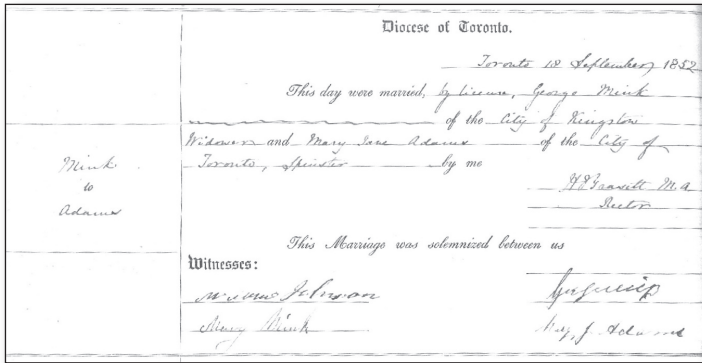 Diocese of Toronto.
Toronto 18 September, 1852
This day were married, by license, George Mink
of the City of Kingston
Widower and Mary Jane Adams of the City of
Toronto, Spinster by me
M.A
Rector
Mink
to
Adams
This Marriage was solemnized between us
Witnesses:
Johnson
Mary Mink
Mary J. Adams